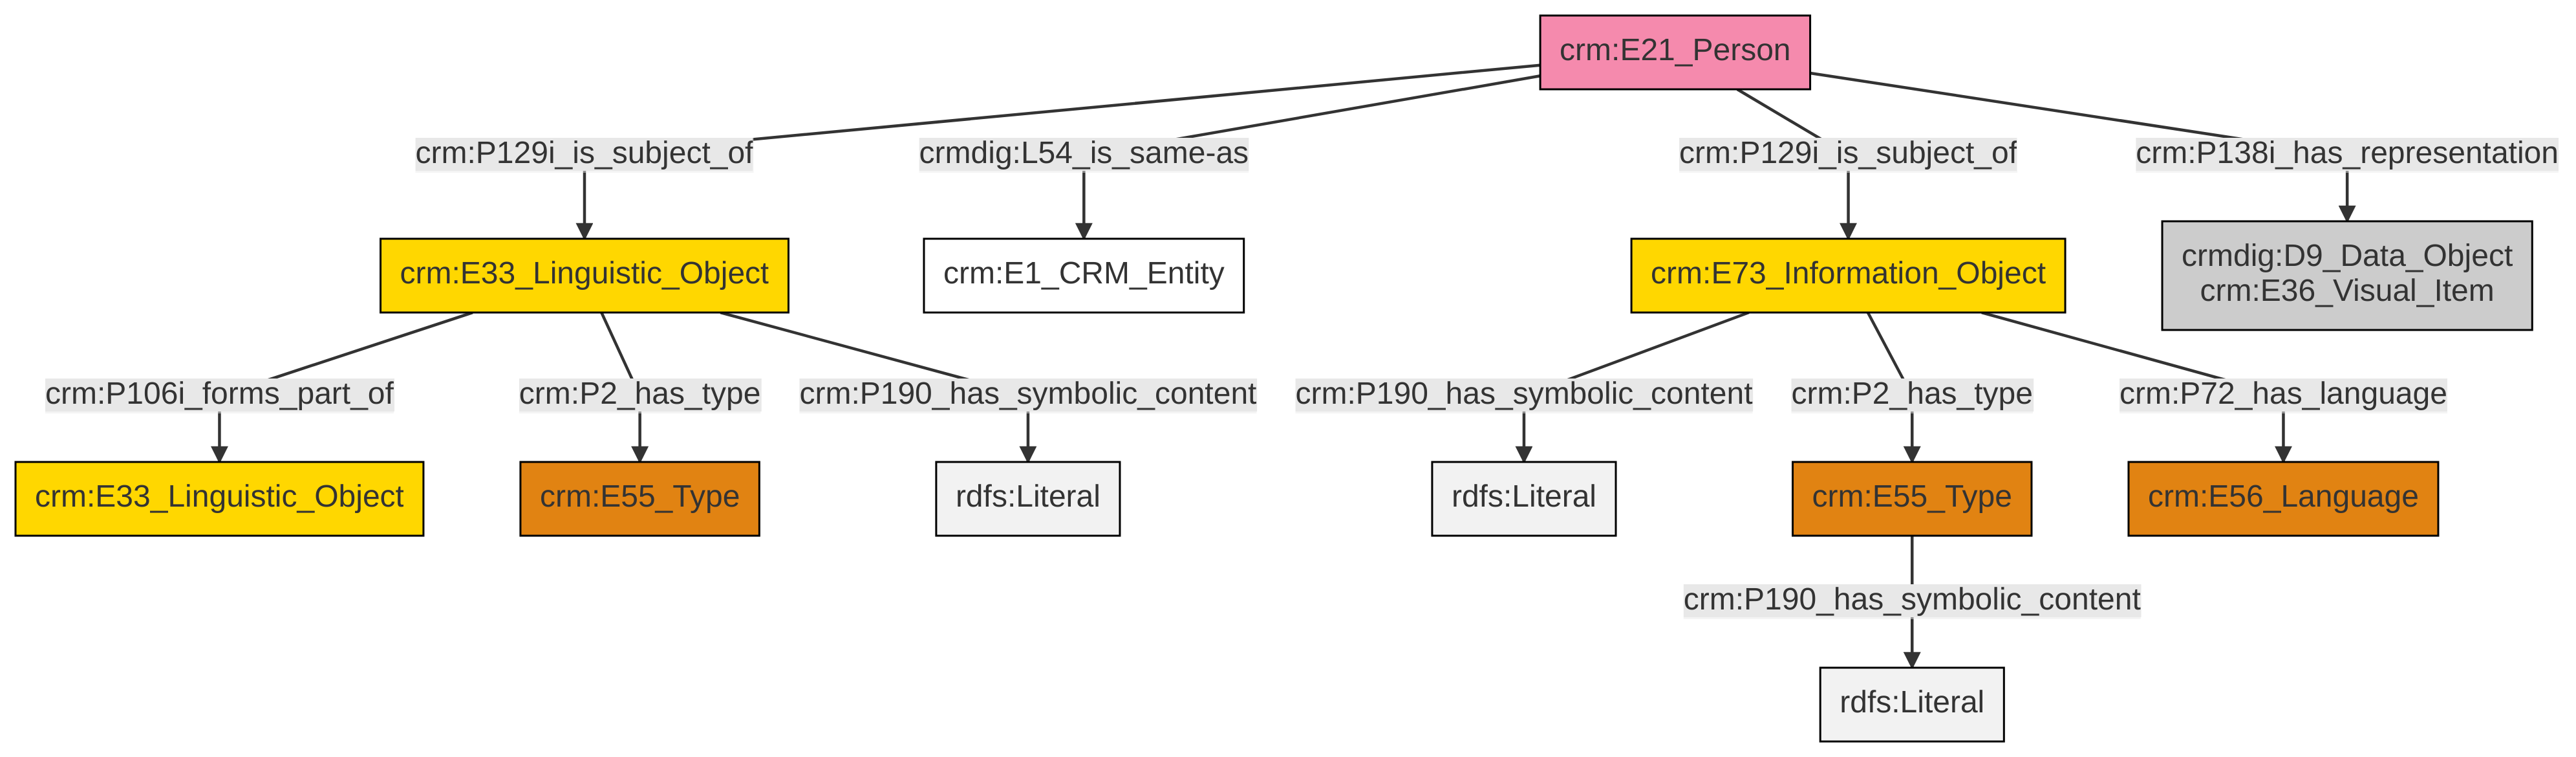 crm:E21_Person
crm:P129i_is_subject_of
crmdig:L54_is_same-as
crm:P129i_is_subject_of
crm:P138i_has_representation
crm:E33_Linguistic_Object
crm:E1_CRM_Entity
crm:E73_Information_Object
crmdig:D9_Data_Object
crm:E36_Visual_Item
crm:P106i_forms_part_of
crm:P2_has_type
crm:P190_has_symbolic_content
crm:P190_has_symbolic_content
crm:P2_has_type
crm:P72_has_language
crm:E33_Linguistic_Object
crm:E55_Type
rdfs:Literal
rdfs:Literal
crm:E55_Type
crm:E56_Language
crm:P190_has_symbolic_content
rdfs:Literal